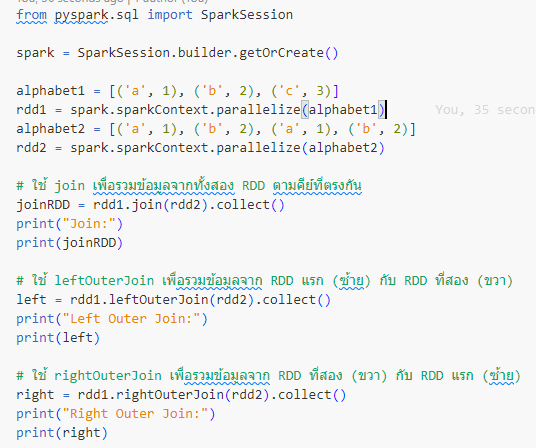 You, 50 seconds ago | 1 author (You)
from pyspark.sql import SparkSession
spark = SparkSession.builder.getOrCreate()
alphabet1 = [('a', 1), ('b', 2), ('c', 3)]
rdd1 = spark.sparkContext.parallelize(alphabet1) You, 35 secon
alphabet2 = [('a', 1), ('b', 2), ('a', 1), ('b', 2)]
rdd2 = spark.sparkContext.parallelize(alphabet2)
# ใช้ join เพื่อรวมข้อมูลจากทั้งสอง RDD ตามคีย์ที่ตรงกัน
joinRDD = rdd1.join(rdd2).collect()
print("Join:")
print(joinRDD)
# ใช้ leftOuterJoin เพื่อรวมข้อมูลจาก RDD แรก (ซ้าย) กับ RDD ที่สอง (ขวา)
left = rdd1.leftOuterJoin(rdd2).collect()
print("Left Outer Join:")
print(left)
# ใช้ rightOuterJoin เพื่อรวมข้อมูลจาก RDD ที่สอง (ขวา) กับ RDD แรก (ซ้าย)
right = rdd1.rightOuterJoin(rdd2).collect()
print("Right Outer Join:")
print(right)